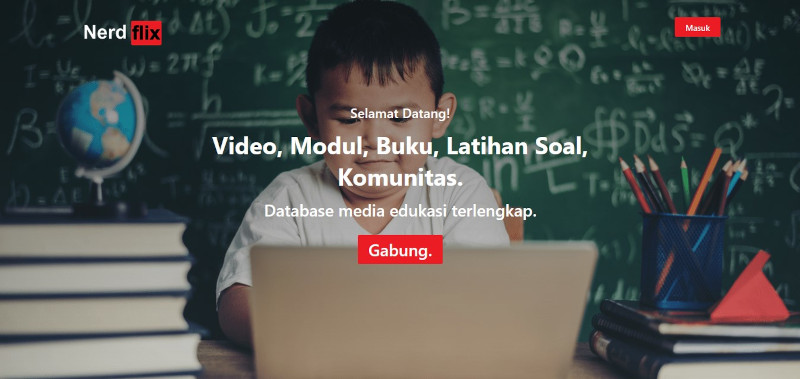 Nerd flix
Masuk
Selamat Datang!
Video, Modul, Buku, Latihan Soal,
Komunitas.
Database media edukasi terlengkap.
Gabung.